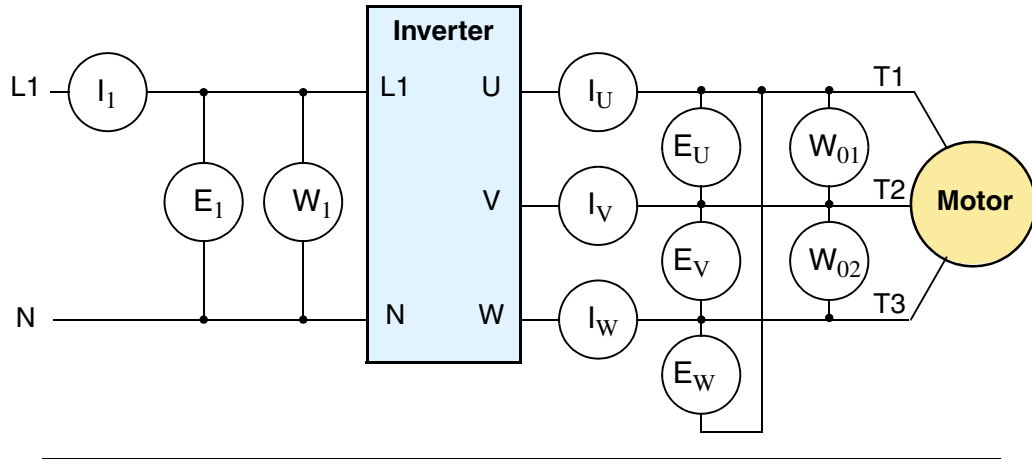 Inverter
L1 I1 L1 U IU T1
EU W01
E1 W1 V IV T2 Motor
EV W02
N N W IW T3
EW